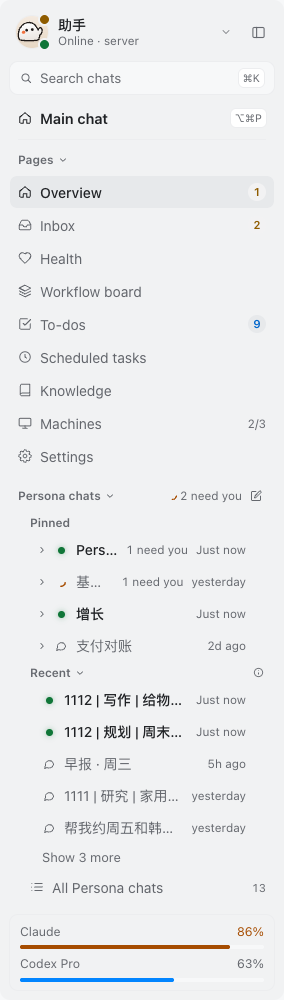 助手
Online · server
Search chats ⌘K
Main chat ⌥⌘P
Pages
Overview 1
Inbox 2
Health
Workflow board
To-dos 9
Scheduled tasks
Knowledge
Machines 2/3
Settings
Persona chats 2 need you
Pinned
Pers... 1 need you Just now
基... 1 need you yesterday
增长 Just now
支付对账 2d ago
Recent
1112 | 写作 | 给物... Just now
1112 | 规划 | 周末... Just now
早报 · 周三 5h ago
1111 | 研究 | 家用... yesterday
帮我约周五和韩... yesterday
Show 3 more
All Persona chats 13
Claude 86%
Codex Pro 63%